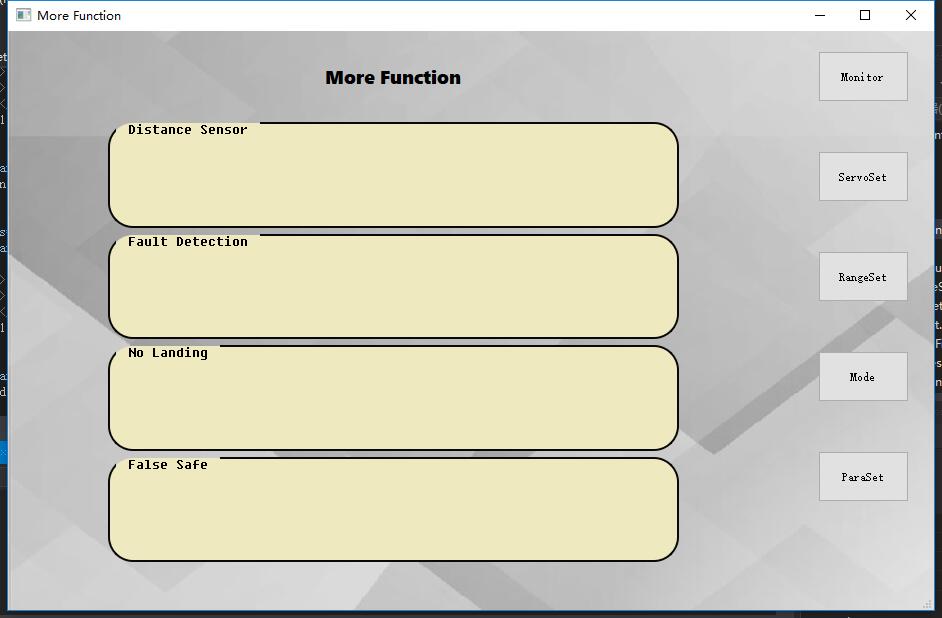 More Function
More Function
Monitor
Distance Sensor
ServoSet
Fault Detection
RangeSet
No Landing
Mode
False Safe
ParaSet